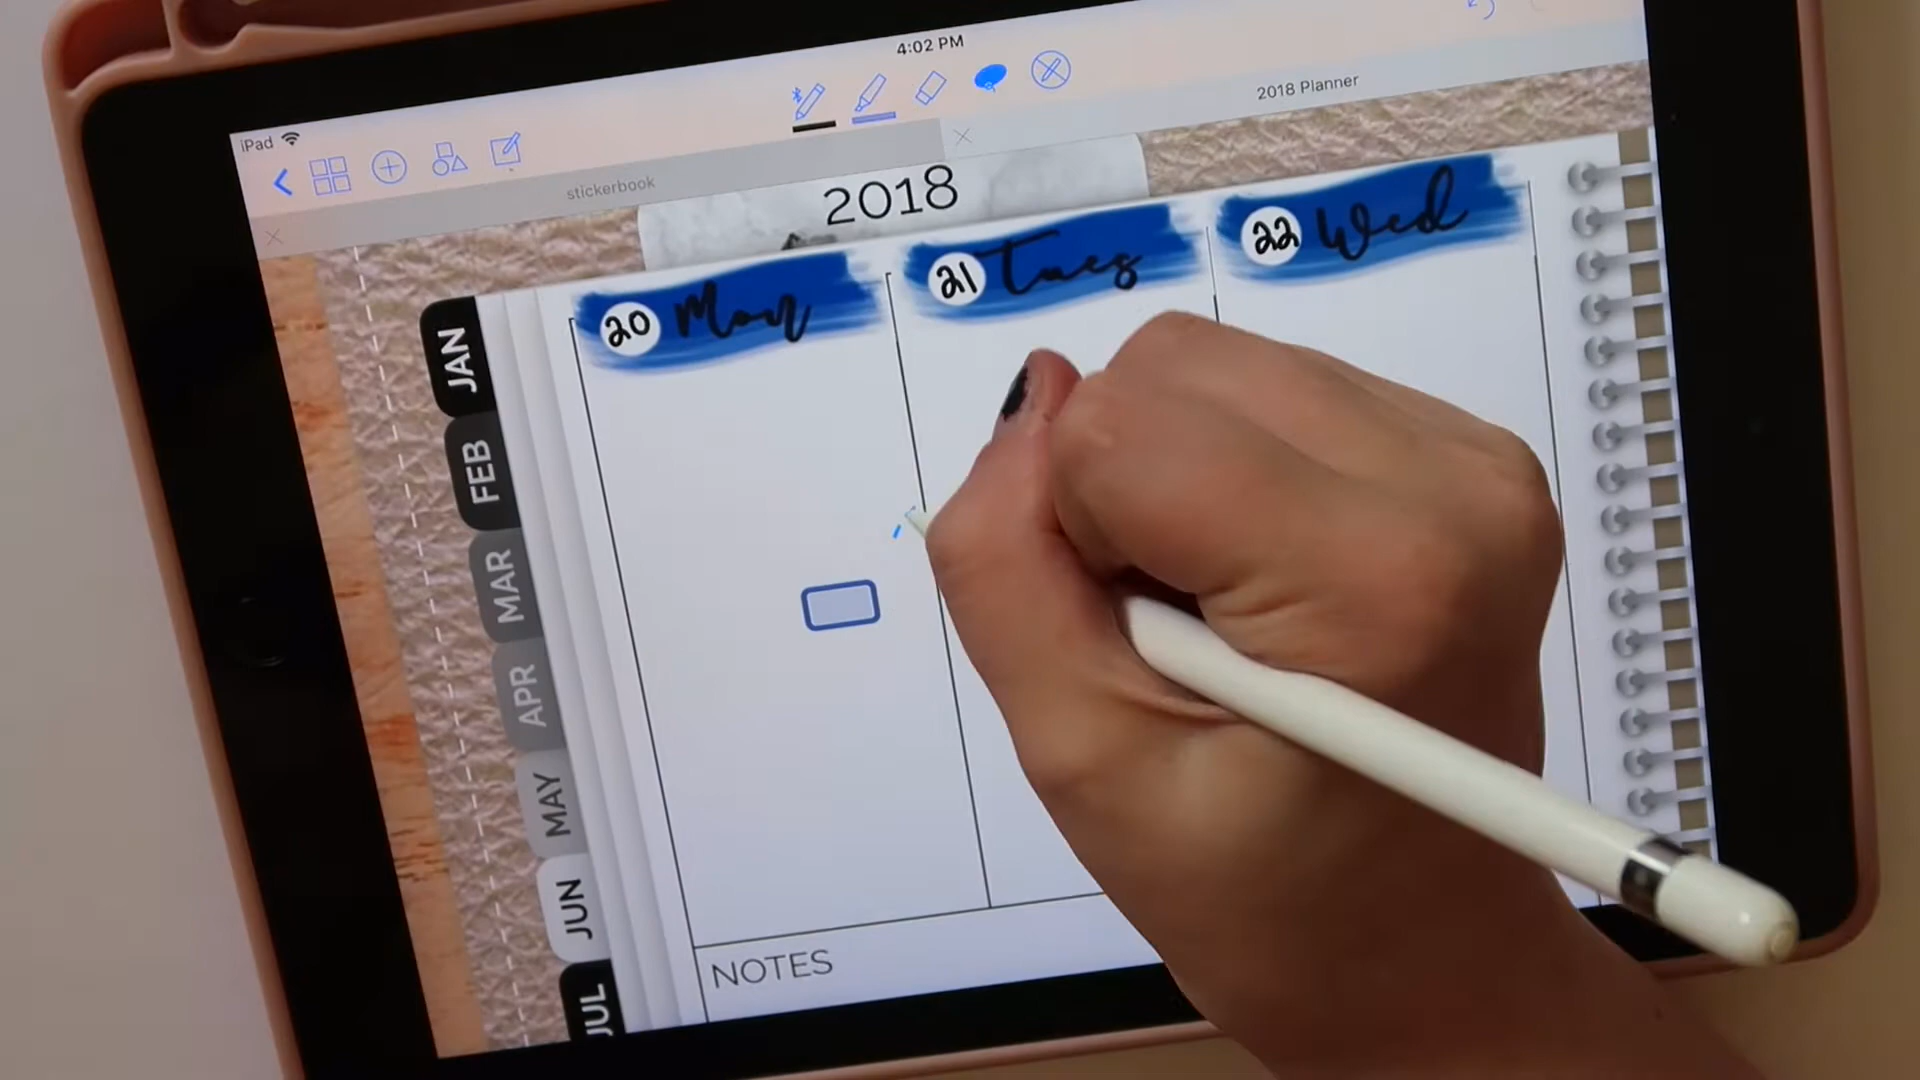 4:02 PM
iPad
2018 Planner
stickerbook
2018
20 Mon
21 Tues
22 Wed
JAN
FEB
MAR
APR
MAY
JUN
JUL
NOTES